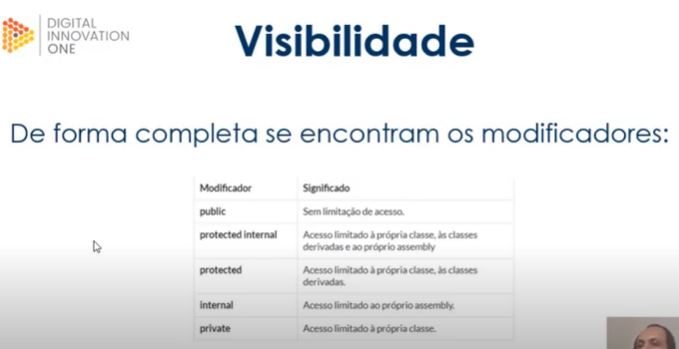 DIGITAL
INNOVATION
ONE
Visibilidade
De forma completa se encontram os modificadores:
Modificador Significado
public Sem limitação de acesso.
protected internal Acesso limitado à própria classe, às classes
derivadas e ao próprio assembly
protected Acesso limitado à própria classe, às classes
derivadas.
internal Acesso limitado ao próprio assembly.
private Acesso limitado à própria classe.